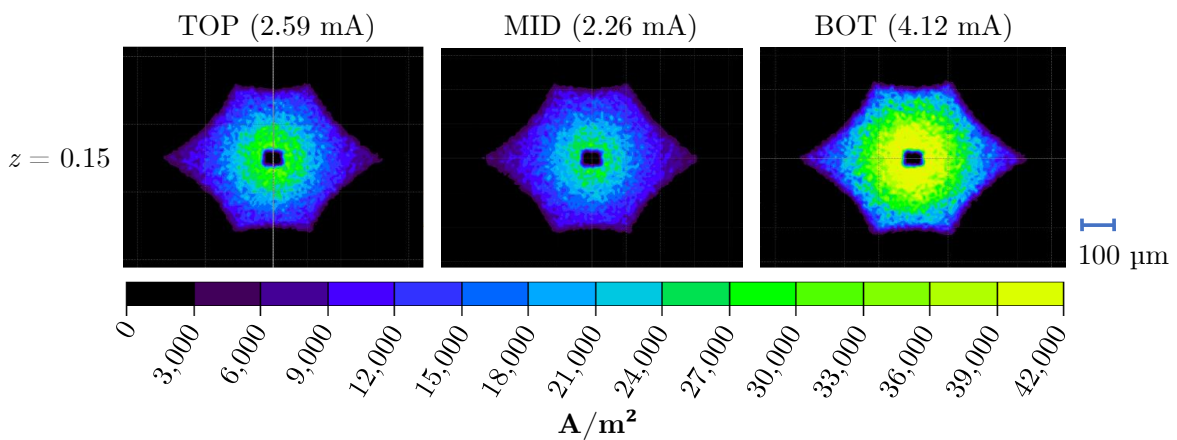 TOP (2.59 mA) MID (2.26 mA) BOT (4.12 mA)
z = 0.15
100 µm
0 3,000 6,000 9,000 12,000 15,000 18,000 21,000 24,000 27,000 30,000 33,000 36,000 39,000 42,000
A/m²